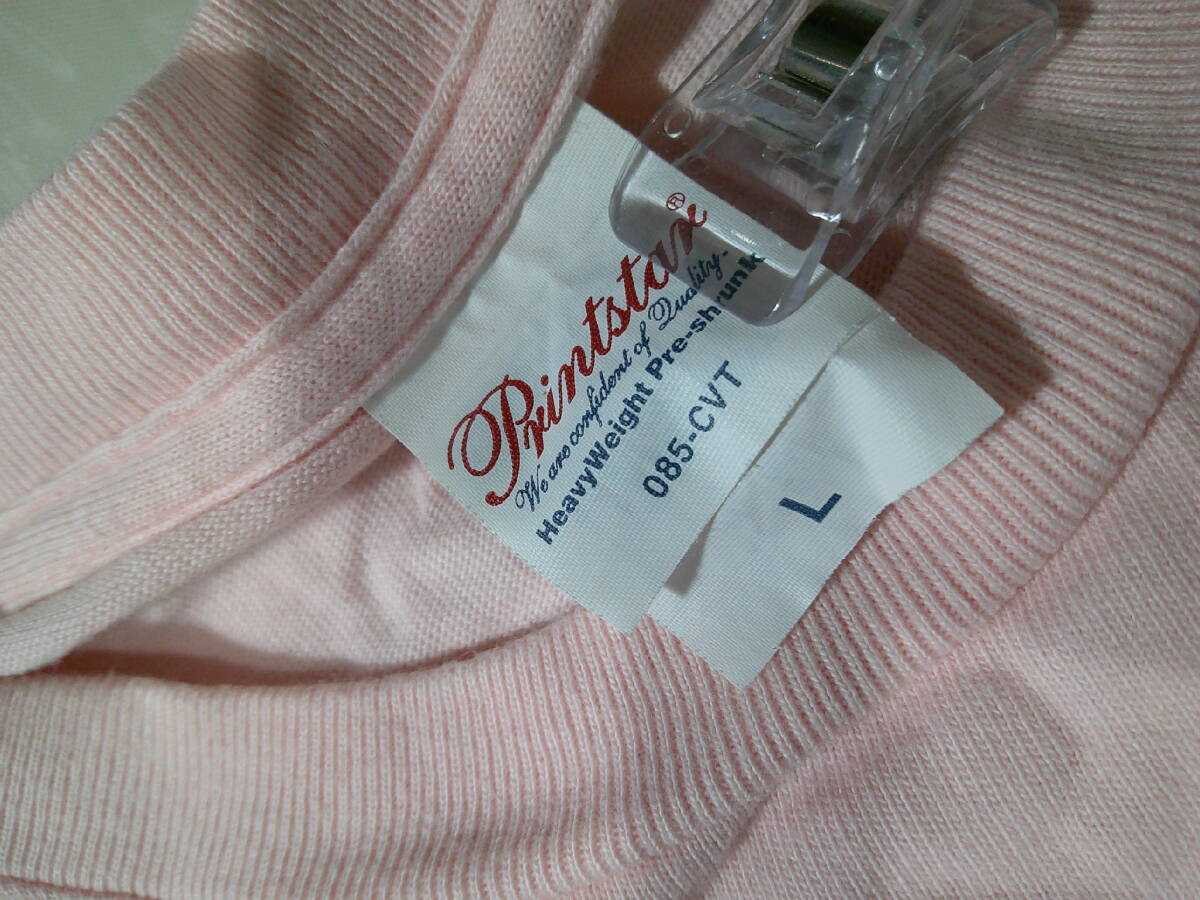 Printstar®
We are confident of Quality-
HeavyWeight Pre-shrunk
085-CVT
L